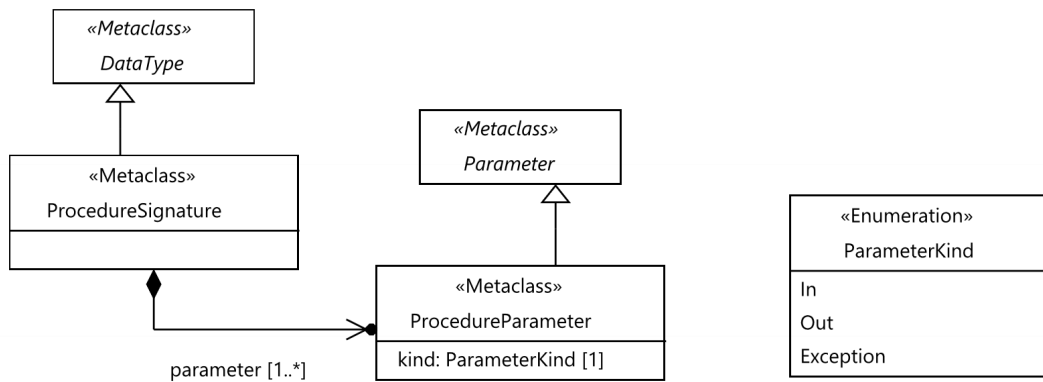 «Metaclass»
DataType
«Metaclass»
ProcedureSignature
parameter [1..*]
«Metaclass»
Parameter
«Metaclass»
ProcedureParameter
kind: ParameterKind [1]
«Enumeration»
ParameterKind
In
Out
Exception